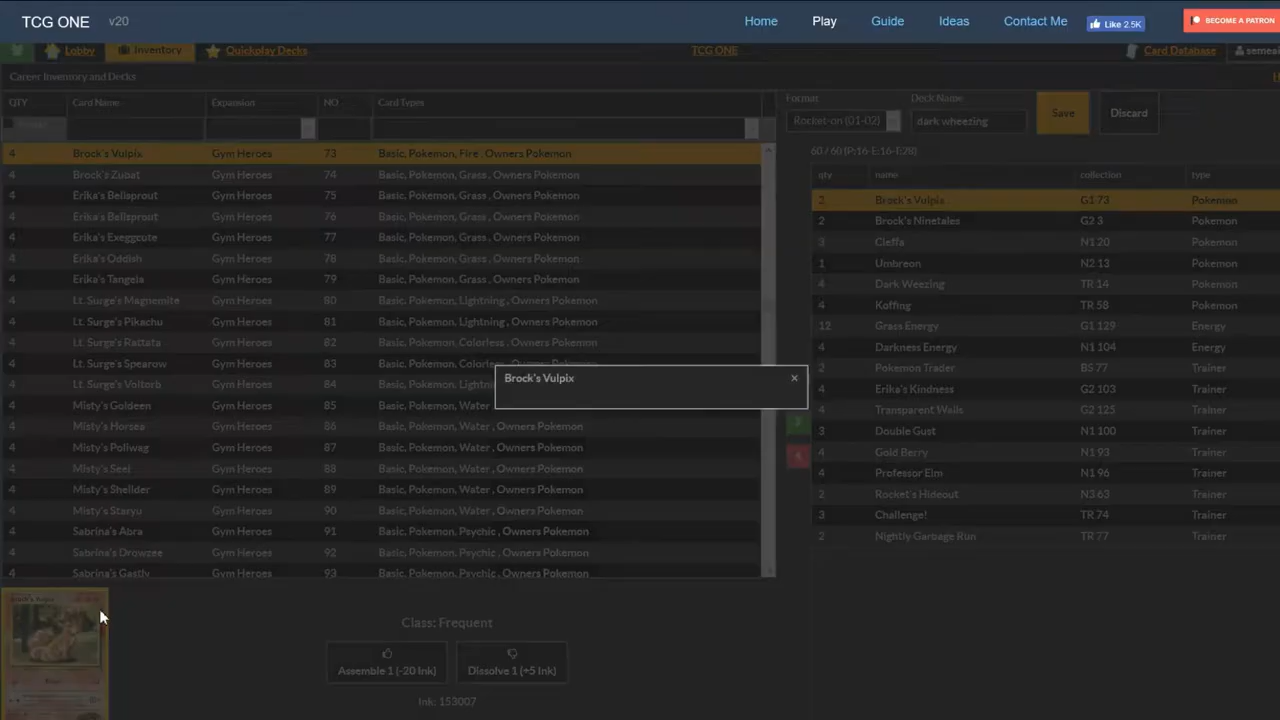 TCG ONE v20 Home Play Guide Ideas Contact Me Like 2.5K BECOME A PATRON
Lobby Inventory Quickplay Decks TCG ONE Card Database
Career Inventory and Decks
QTY Card Name Expansion NO Card Types
4 Brock's Vulpix Gym Heroes 73 Basic, Pokemon, Fire , Owners Pokemon
4 Brock's Zubat Gym Heroes 74 Basic, Pokemon, Grass , Owners Pokemon
4 Erika's Bellsprout Gym Heroes 75 Basic, Pokemon, Grass , Owners Pokemon
4 Erika's Bellsprout Gym Heroes 76 Basic, Pokemon, Grass , Owners Pokemon
4 Erika's Exeggcute Gym Heroes 77 Basic, Pokemon, Grass , Owners Pokemon
4 Erika's Oddish Gym Heroes 78 Basic, Pokemon, Grass , Owners Pokemon
4 Erika's Tangela Gym Heroes 79 Basic, Pokemon, Grass , Owners Pokemon
4 Lt. Surge's Magnemite Gym Heroes 80 Basic, Pokemon, Lightning , Owners Pokemon
4 Lt. Surge's Pikachu Gym Heroes 81 Basic, Pokemon, Lightning , Owners Pokemon
4 Lt. Surge's Rattata Gym Heroes 82 Basic, Pokemon, Colorless , Owners Pokemon
4 Lt. Surge's Spearow Gym Heroes 83 Basic, Pokemon,
4 Lt. Surge's Voltorb Gym Heroes 84 Basic, Pokemon,
4 Misty's Goldeen Gym Heroes 85 Basic, Pokemon, Water , Owners Pokemon
4 Misty's Horsea Gym Heroes 86 Basic, Pokemon, Water , Owners Pokemon
4 Misty's Poliwag Gym Heroes 87 Basic, Pokemon, Water , Owners Pokemon
4 Misty's Seel Gym Heroes 88 Basic, Pokemon, Water , Owners Pokemon
4 Misty's Shellder Gym Heroes 89 Basic, Pokemon, Water , Owners Pokemon
4 Misty's Staryu Gym Heroes 90 Basic, Pokemon, Water , Owners Pokemon
4 Sabrina's Abra Gym Heroes 91 Basic, Pokemon, Psychic , Owners Pokemon
4 Sabrina's Drowzee Gym Heroes 92 Basic, Pokemon, Psychic , Owners Pokemon
4 Sabrina's Gastly Gym Heroes 93 Basic, Pokemon, Psychic , Owners Pokemon
Brock's Vulpix ×
Class: Frequent
Assemble 1 (-20 Ink) Dissolve 1 (+5 Ink)
Ink: 153007
Format Deck Name
Rocket-on (01-02) dark wheezing Save Discard
60 / 60 (P:16-E:16-T:28)
qty name collection type
2 Brock's Vulpix G1 73 Pokemon
2 Brock's Ninetales G2 3 Pokemon
3 Cleffa N1 20 Pokemon
1 Umbreon N2 13 Pokemon
4 Dark Weezing TR 14 Pokemon
4 Koffing TR 58 Pokemon
12 Grass Energy G1 129 Energy
4 Darkness Energy N1 104 Energy
2 Pokemon Trader BS 77 Trainer
4 Erika's Kindness G2 103 Trainer
4 Transparent Walls G2 125 Trainer
3 Double Gust N1 100 Trainer
4 Gold Berry N1 93 Trainer
4 Professor Elm N1 96 Trainer
2 Rocket's Hideout N3 63 Trainer
3 Challenge! TR 74 Trainer
2 Nightly Garbage Run TR 77 Trainer